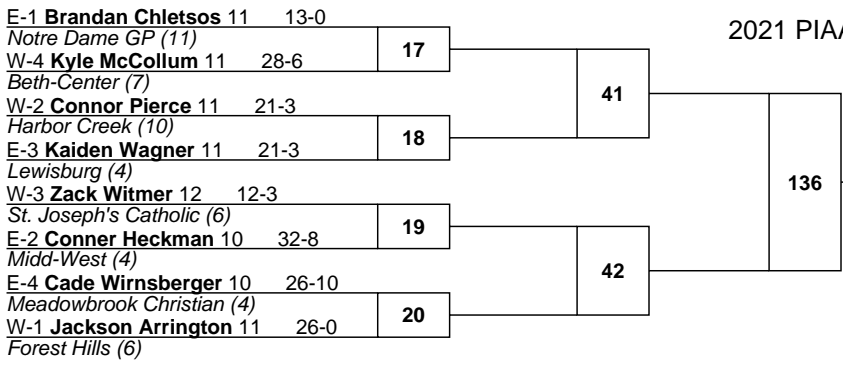 E-1 Brandan Chletsos 11 13-0
Notre Dame GP (11)
W-4 Kyle McCollum 11 28-6
Beth-Center (7)
W-2 Connor Pierce 11 21-3
Harbor Creek (10)
E-3 Kaiden Wagner 11 21-3
Lewisburg (4)
W-3 Zack Witmer 12 12-3
St. Joseph's Catholic (6)
E-2 Conner Heckman 10 32-8
Midd-West (4)
E-4 Cade Wirnsberger 10 26-10
Meadowbrook Christian (4)
W-1 Jackson Arrington 11 26-0
Forest Hills (6)
17
18
19
20
41
42
136
2021 PIAA